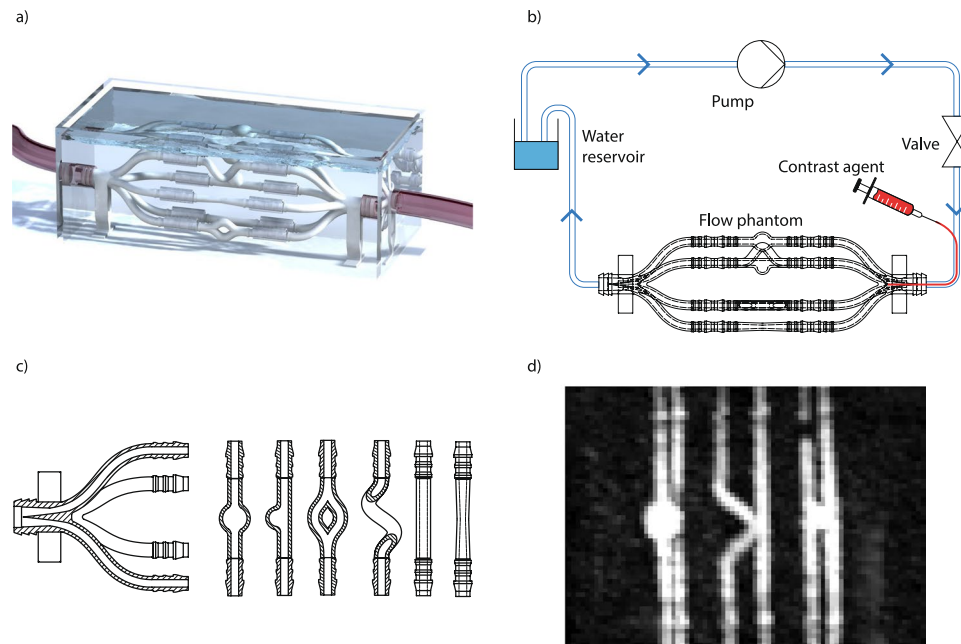 a)
b)
Pump
Water
reservoir
Valve
Contrast agent
Flow phantom
c)
d)